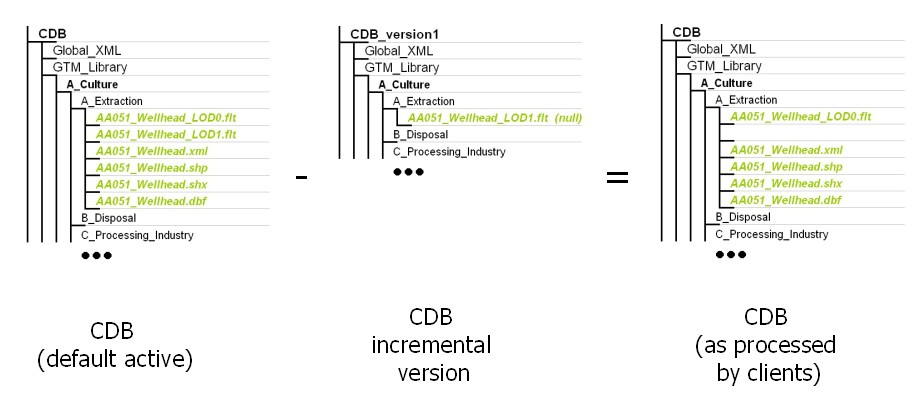 CDB
Global_XML
GTM_Library
A_Culture
A_Extraction
AA051_Wellhead_LOD0.flt
AA051_Wellhead_LOD1.flt
AA051_Wellhead.xml
AA051_Wellhead.shp
AA051_Wellhead.shx
AA051_Wellhead.dbf
B_Disposal
C_Processing_Industry
•••
CDB
(default active)
-
CDB_version1
Global_XML
GTM_Library
A_Culture
A_Extraction
AA051_Wellhead_LOD1.flt (null)
B_Disposal
C_Processing_Industry
•••
CDB
incremental
version
=
CDB
Global_XML
GTM_Library
A_Culture
A_Extraction
AA051_Wellhead_LOD0.flt
AA051_Wellhead.xml
AA051_Wellhead.shp
AA051_Wellhead.shx
AA051_Wellhead.dbf
B_Disposal
C_Processing_Industry
•••
CDB
(as processed
by clients)